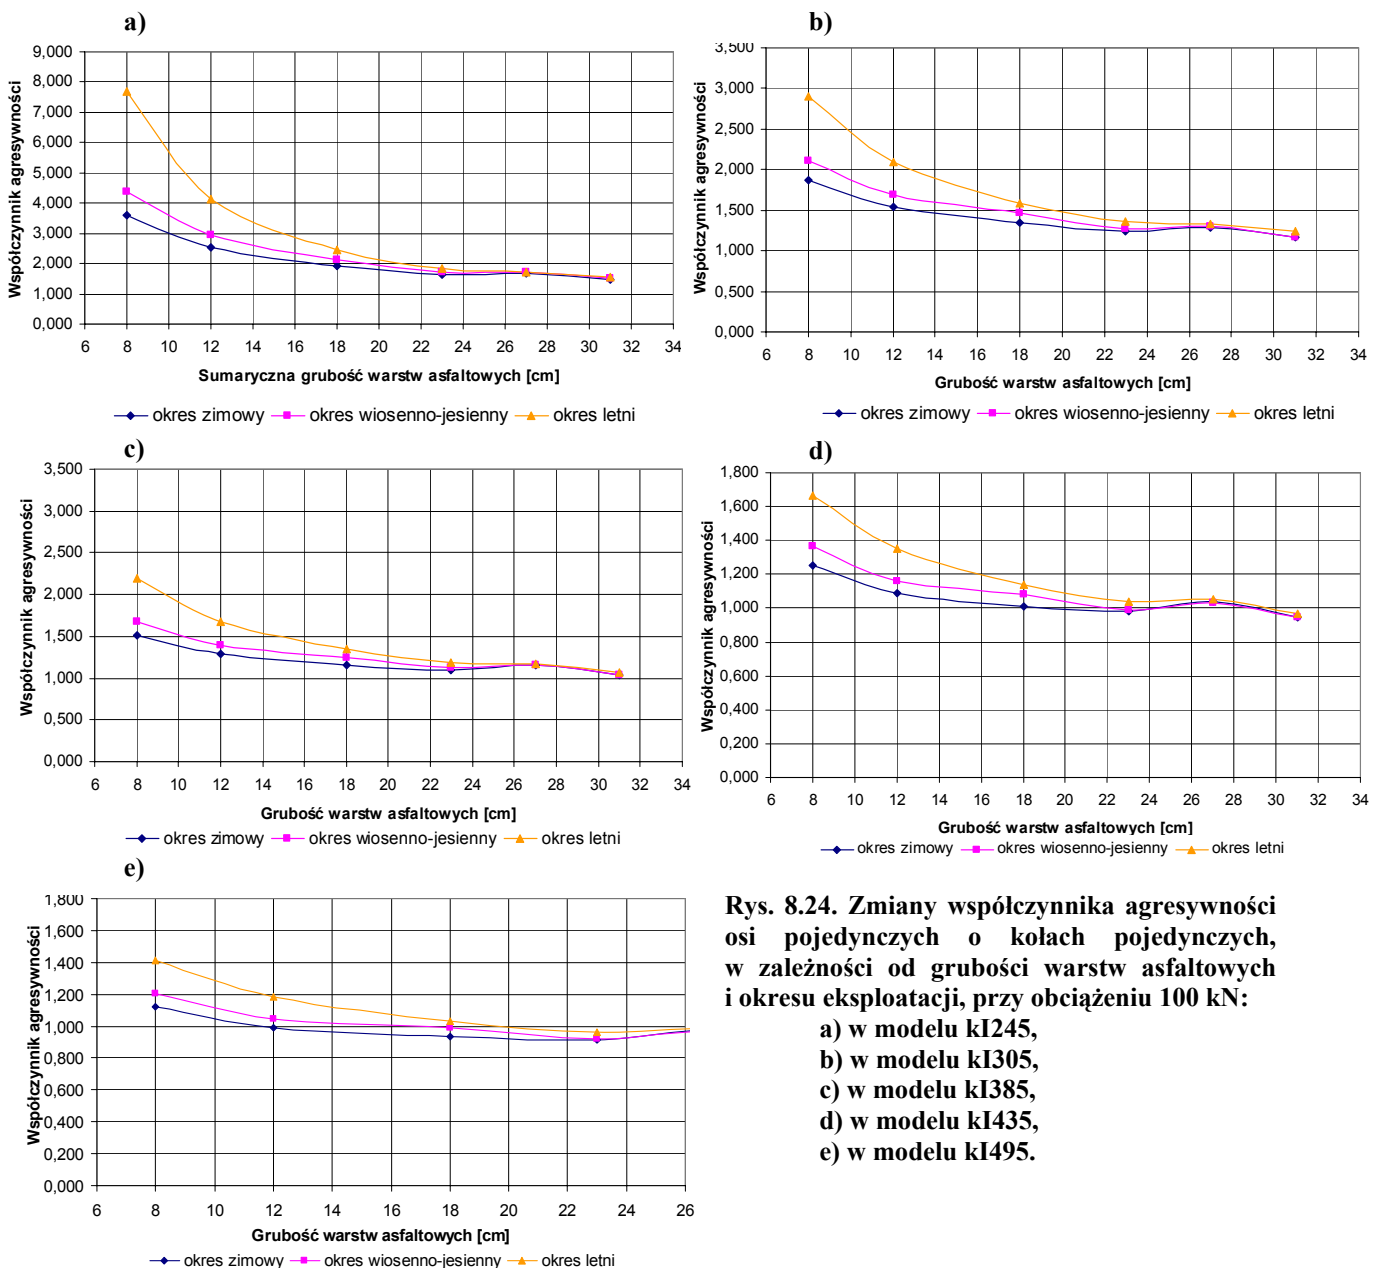 a)
9,000
8,000
7,000
6,000
5,000
4,000
3,000
2,000
1,000
0,000
Współczynnik agresywności
6 8 10 12 14 16 18 20 22 24 26 28 30 32 34
Sumaryczna grubość warstw asfaltowych [cm]
okres zimowy okres wiosenno-jesienny okres letni
b)
3,500
3,000
2,500
2,000
1,500
1,000
0,500
0,000
Współczynnik agresywności
6 8 10 12 14 16 18 20 22 24 26 28 30 32 34
Grubość warstw asfaltowych [cm]
okres zimowy okres wiosenno-jesienny okres letni
c)
3,500
3,000
2,500
2,000
1,500
1,000
0,500
0,000
Współczynnik agresywności
6 8 10 12 14 16 18 20 22 24 26 28 30 32 34
Grubość warstw asfaltowych [cm]
okres zimowy okres wiosenno-jesienny okres letni
d)
1,800
1,600
1,400
1,200
1,000
0,800
0,600
0,400
0,200
0,000
Współczynnik agresywności
6 8 10 12 14 16 18 20 22 24 26 28 30 32 34
Grubość warstw asfaltowych [cm]
okres zimowy okres wiosenno-jesienny okres letni
e)
1,800
1,600
1,400
1,200
1,000
0,800
0,600
0,400
0,200
0,000
Współczynnik agresywności
6 8 10 12 14 16 18 20 22 24 26
Grubość warstw asfaltowych [cm]
okres zimowy okres wiosenno-jesienny okres letni
Rys. 8.24. Zmiany współczynnika agresywności
osi pojedynczych o kołach pojedynczych,
w zależności od grubości warstw asfaltowych
i okresu eksploatacji, przy obciążeniu 100 kN:
a) w modelu kI245,
b) w modelu kI305,
c) w modelu kI385,
d) w modelu kI435,
e) w modelu kI495.